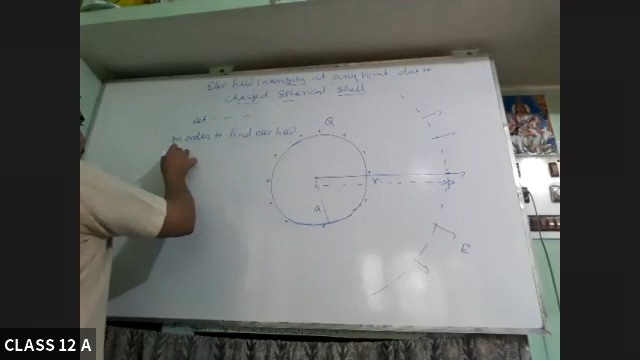 Elec field intensity at any point due to
charged Spherical Shell
Let - - -
In order to find elec field
Q
r
P
a
E
CLASS 12 A